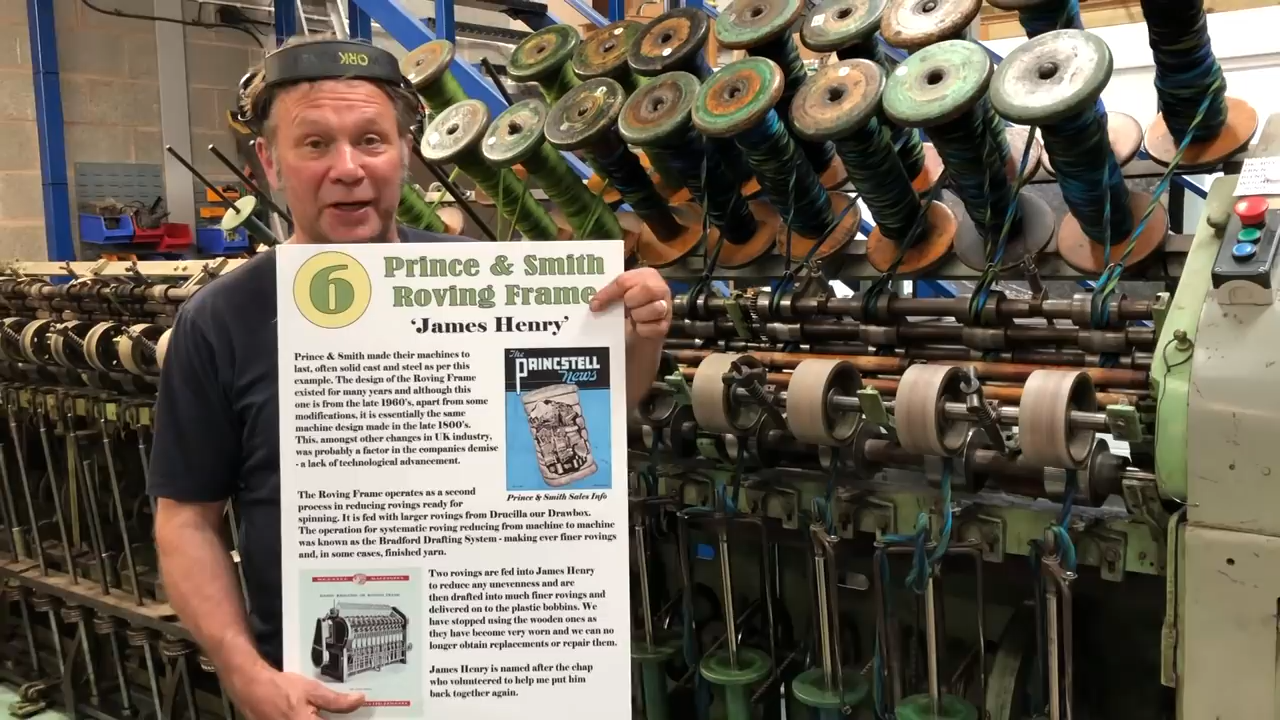 ORK
6
Prince & Smith
Roving Frame
'James Henry'
Prince & Smith made their machines to
last, often solid cast and steel as per this
example. The design of the Roving Frame
existed for many years and although this
one is from the late 1960's, apart from some
modifications, it is essentially the same
machine design made in the late 1800's.
This, amongst other changes in UK industry,
was probably a factor in the companies demise
- a lack of technological advancement.
The
PRINCSTELL
News
Prince & Smith Sales Info
The Roving Frame operates as a second
process in reducing rovings ready for
spinning. It is fed with larger rovings from Drucilla our Drawbox.
The operation for systematic roving reducing from machine to machine
was known as the Bradford Drafting System - making ever finer rovings
and, in some cases, finished yarn.
Two rovings are fed into James Henry
to reduce any unevenness and are
then drafted into much finer rovings and
delivered on to the plastic bobbins. We
have stopped using the wooden ones as
they have become very worn and we can no
longer obtain replacements or repair them.
James Henry is named after the chap
who volunteered to help me put him
back together again.